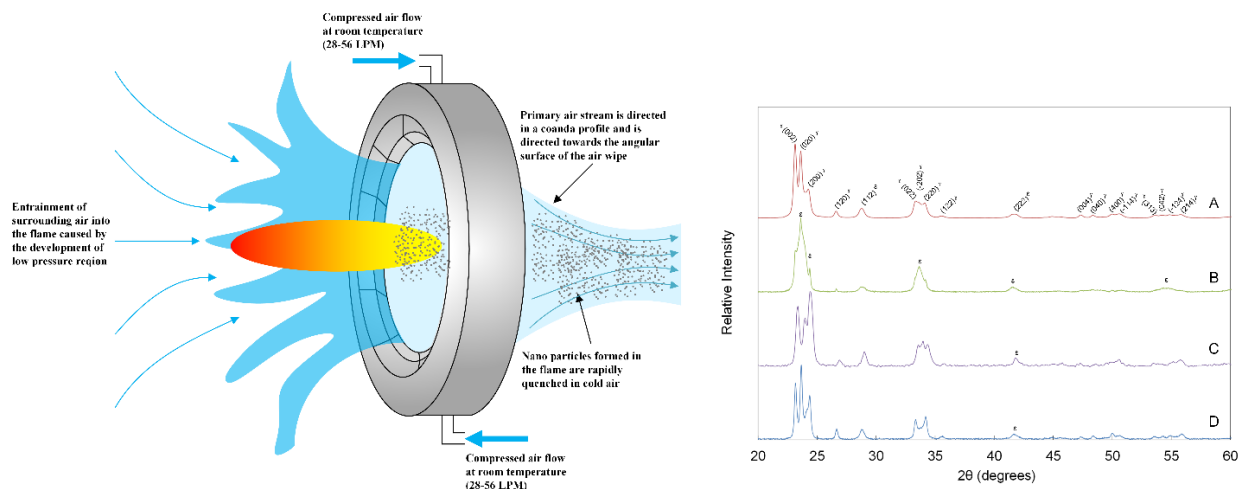 Compressed air flow
at room temperature
(28-56 LPM)
Primary air stream is directed
in a coanda profile and is
directed towards the angular
surface of the air wipe
Entrainment of
surrounding air into
the flame caused by
the development of
low pressure region
Nano particles formed in
the flame are rapidly
quenched in cold air
Compressed air flow
at room temperature
(28-56 LPM)
Relative Intensity
(002)
(020)
(200)
(120)
(112)
(022)
(-202)
(220)
(122)
(222)
(004)
(040)
(400)
(-114)
(-124)
A
ε
ε
ε
ε
ε
B
ε
C
ε
D
20
25
30
35
40
45
50
55
60
2θ (degrees)